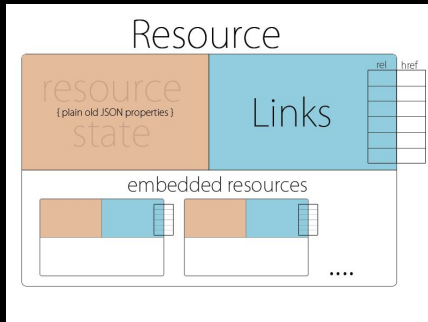 Resource
rel href
resource
{ plain old JSON properties }
state
Links
embedded resources
....